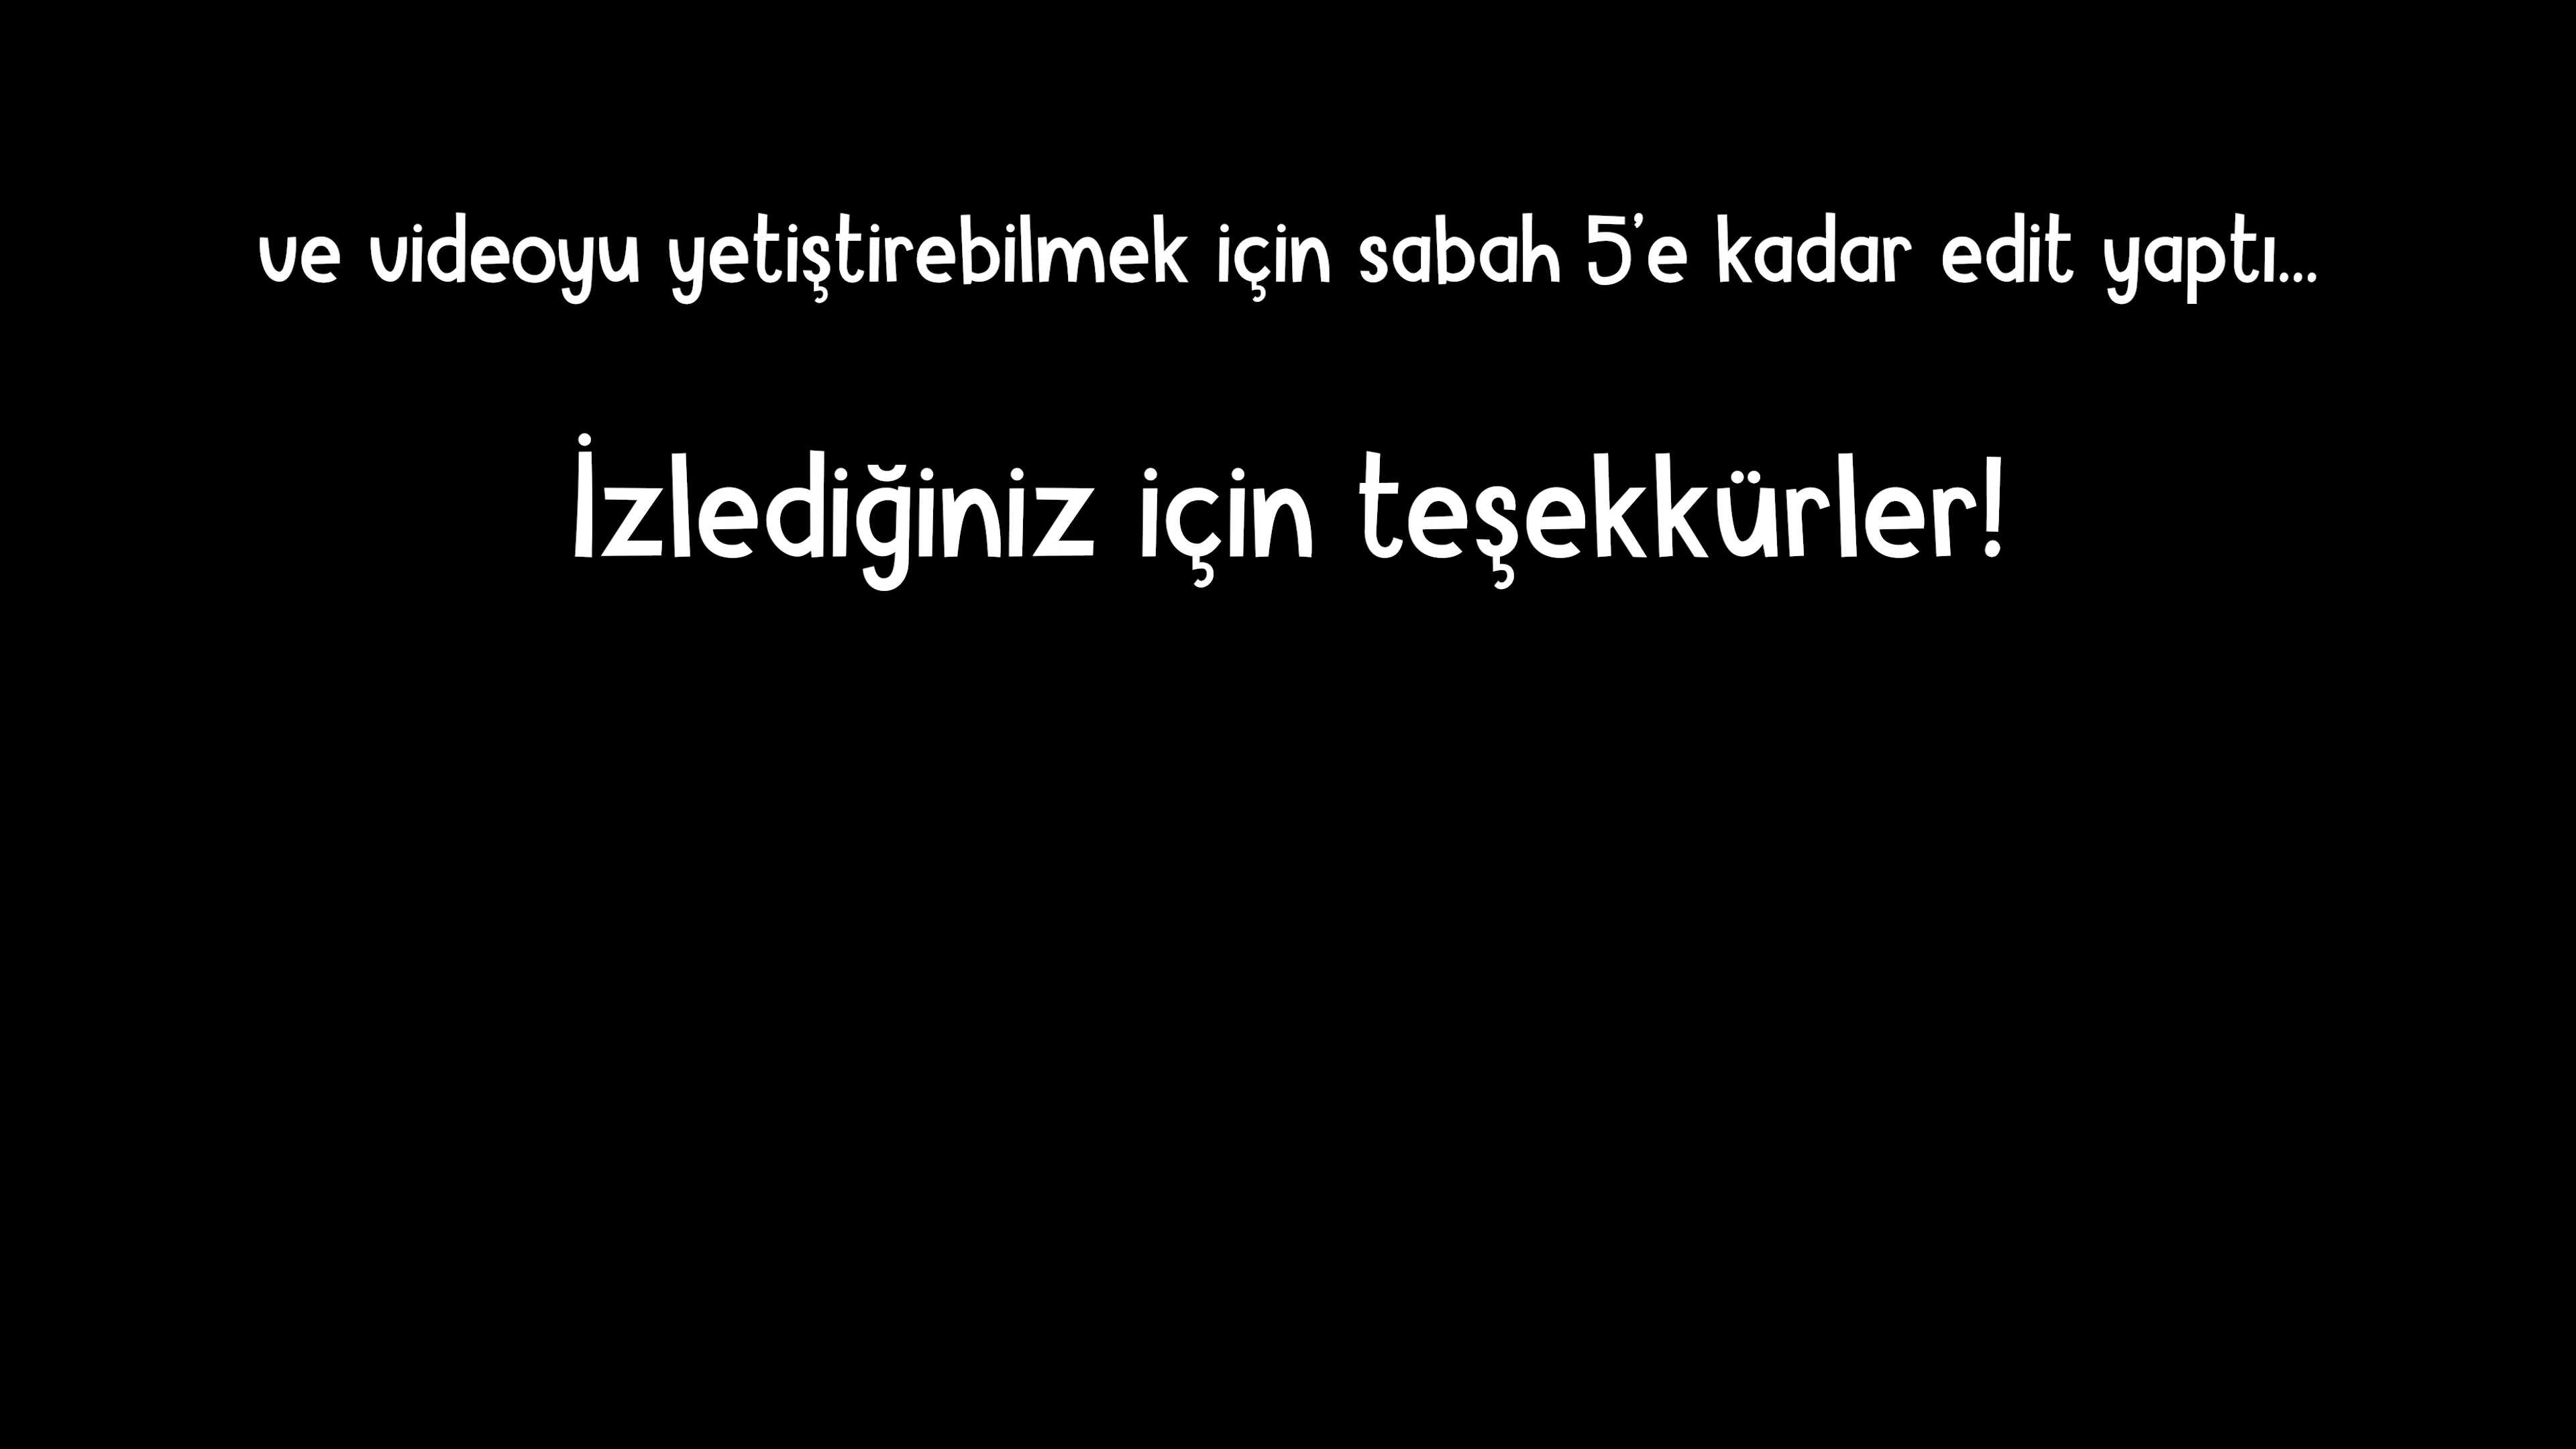 ve videoyu yetiştirebilmek için sabah 5'e kadar edit yaptı...
İzlediğiniz için teşekkürler!